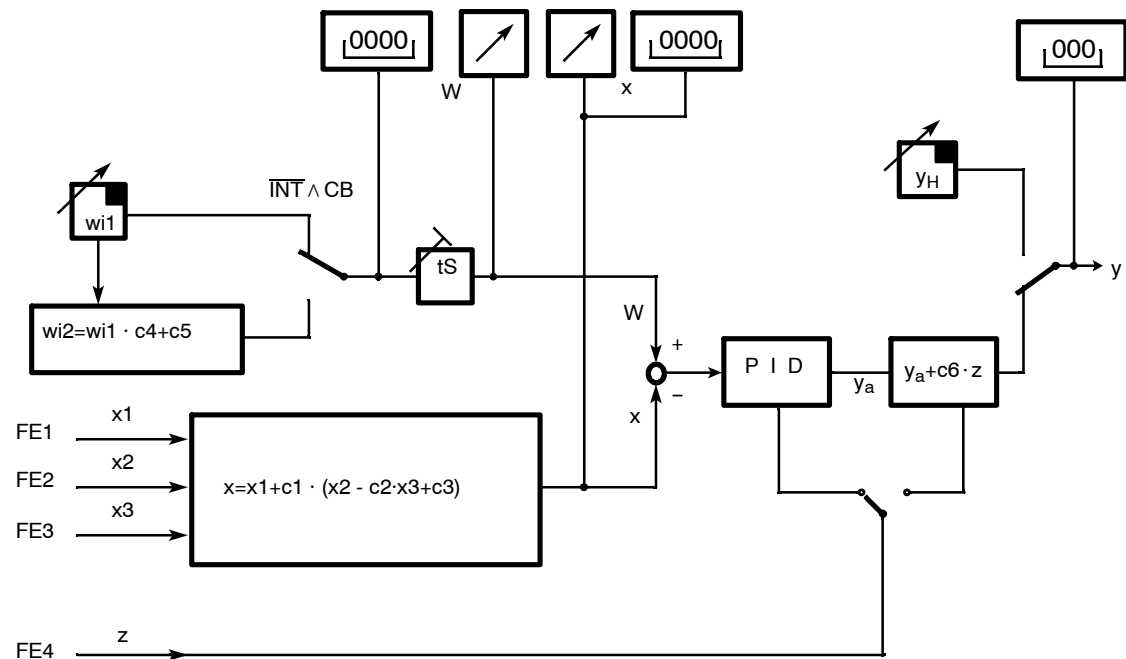 0000
0000
000
W
x
INT ∧ CB
yH
wi1
tS
y
wi2=wi1 · c4+c5
W
+
P I D
ya
ya+c6·z
−
x
x1
FE1
x2
FE2
x=x1+c1 · (x2 - c2·x3+c3)
x3
FE3
z
FE4